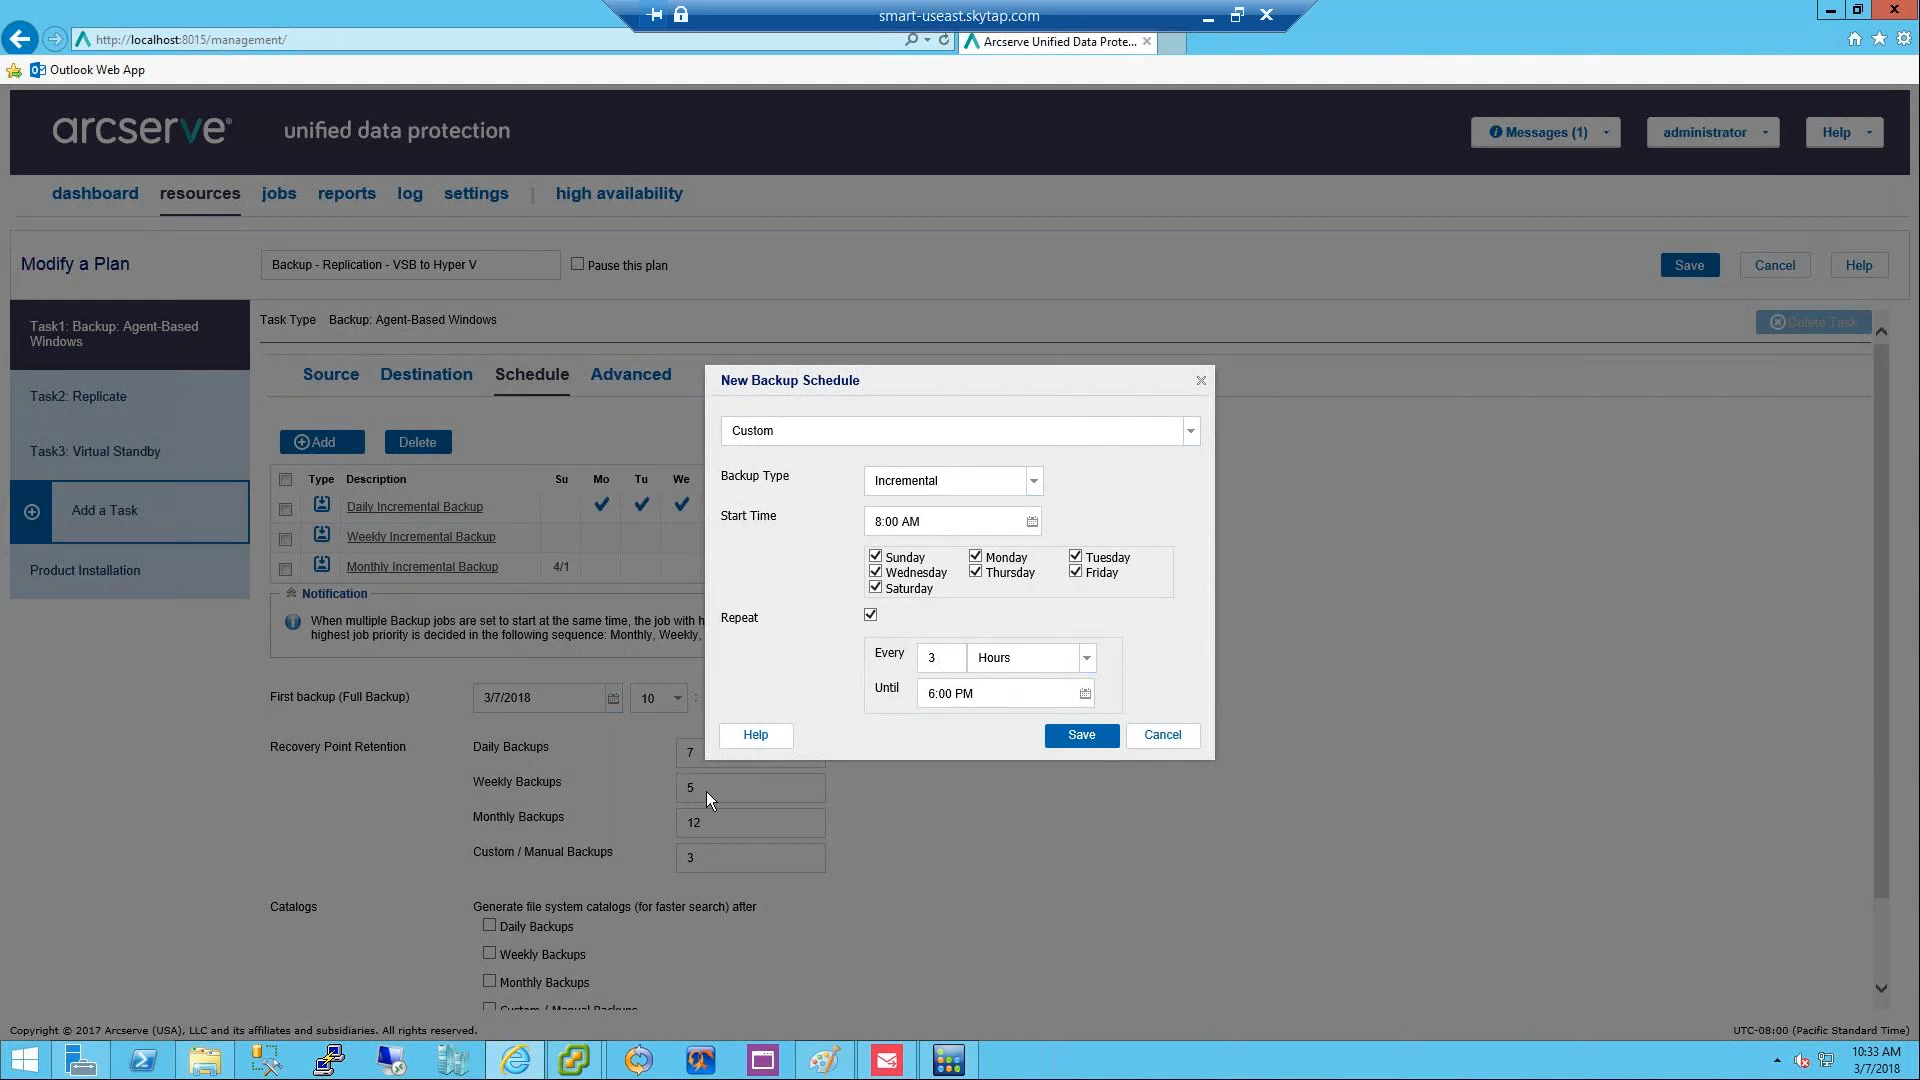 smart-useast.skytap.com
http://localhost:8015/management/
Arcserve Unified Data Prote...
Outlook Web App
arcserve®
unified data protection
Messages (1)
administrator
Help
dashboard
resources
jobs
reports
log
settings
|
high availability
Modify a Plan
Backup - Replication - VSB to Hyper V
Pause this plan
Save
Cancel
Help
Task1: Backup: Agent-Based
Windows
Task2: Replicate
Task3: Virtual Standby
Add a Task
Product Installation
Task Type
Backup: Agent-Based Windows
Delete Task
Source
Destination
Schedule
Advanced
Add
Delete
Type
Description
Su
Mo
Tu
We
Daily Incremental Backup
Weekly Incremental Backup
Monthly Incremental Backup
4/1
Notification
When multiple Backup jobs are set to start at the same time, the job with h
highest job priority is decided in the following sequence: Monthly, Weekly,
First backup (Full Backup)
3/7/2018
10
:
Recovery Point Retention
Daily Backups
7
Weekly Backups
5
Monthly Backups
12
Custom / Manual Backups
3
Catalogs
Generate file system catalogs (for faster search) after
Daily Backups
Weekly Backups
Monthly Backups
Custom / Manual Backups
New Backup Schedule
Custom
Backup Type
Incremental
Start Time
8:00 AM
Sunday
Monday
Tuesday
Wednesday
Thursday
Friday
Saturday
Repeat
Every
3
Hours
Until
6:00 PM
Help
Save
Cancel
Copyright © 2017 Arcserve (USA), LLC and its affiliates and subsidiaries. All rights reserved.
UTC-08:00 (Pacific Standard Time)
10:33 AM
3/7/2018